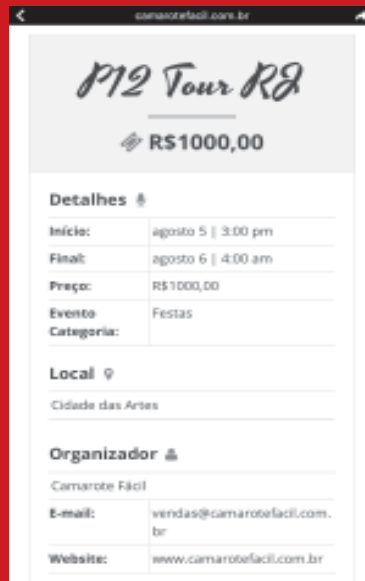 camarotefacil.com.br
P12 Tour RJ
R$1000,00
Detalhes
Início: agosto 5 | 3:00 pm
Final: agosto 6 | 4:00 am
Preço: R$1000,00
Evento Festas
Categoria:
Local
Cidade das Artes
Organizador
Camarote Fácil
E-mail: vendas@camarotefacil.com.
br
Website: www.camarotefacil.com.br